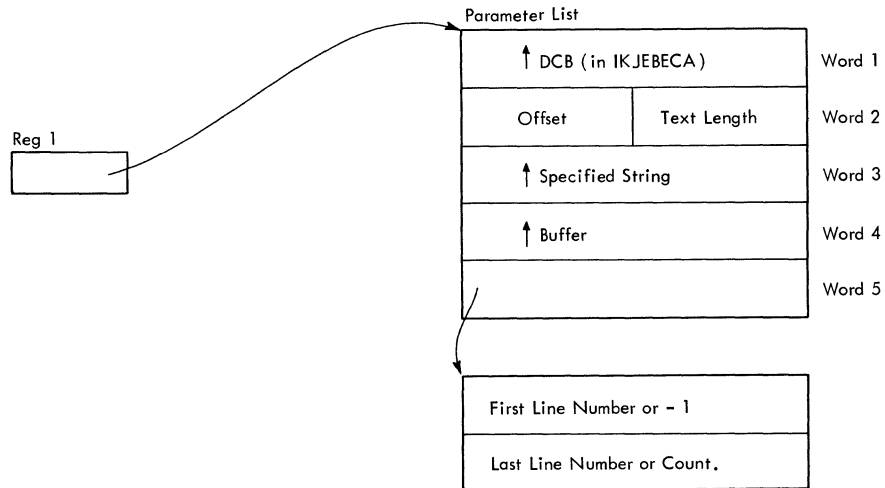 Parameter List
↑ DCB (in IKJEBECA) Word 1
Offset Text Length Word 2
Reg 1
↑ Specified String Word 3
↑ Buffer Word 4
Word 5
First Line Number or - 1
Last Line Number or Count.